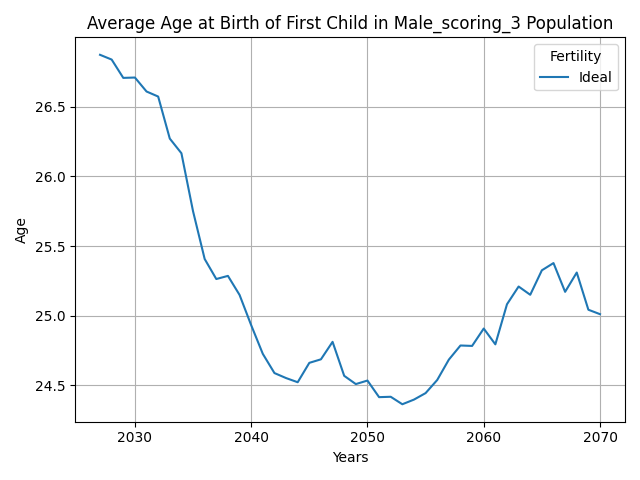 Average Age at Birth of First Child in Male_scoring_3 Population
Fertility
Ideal
26.5
26.0
25.5
25.0
24.5
Age
2030 2040 2050 2060 2070
Years